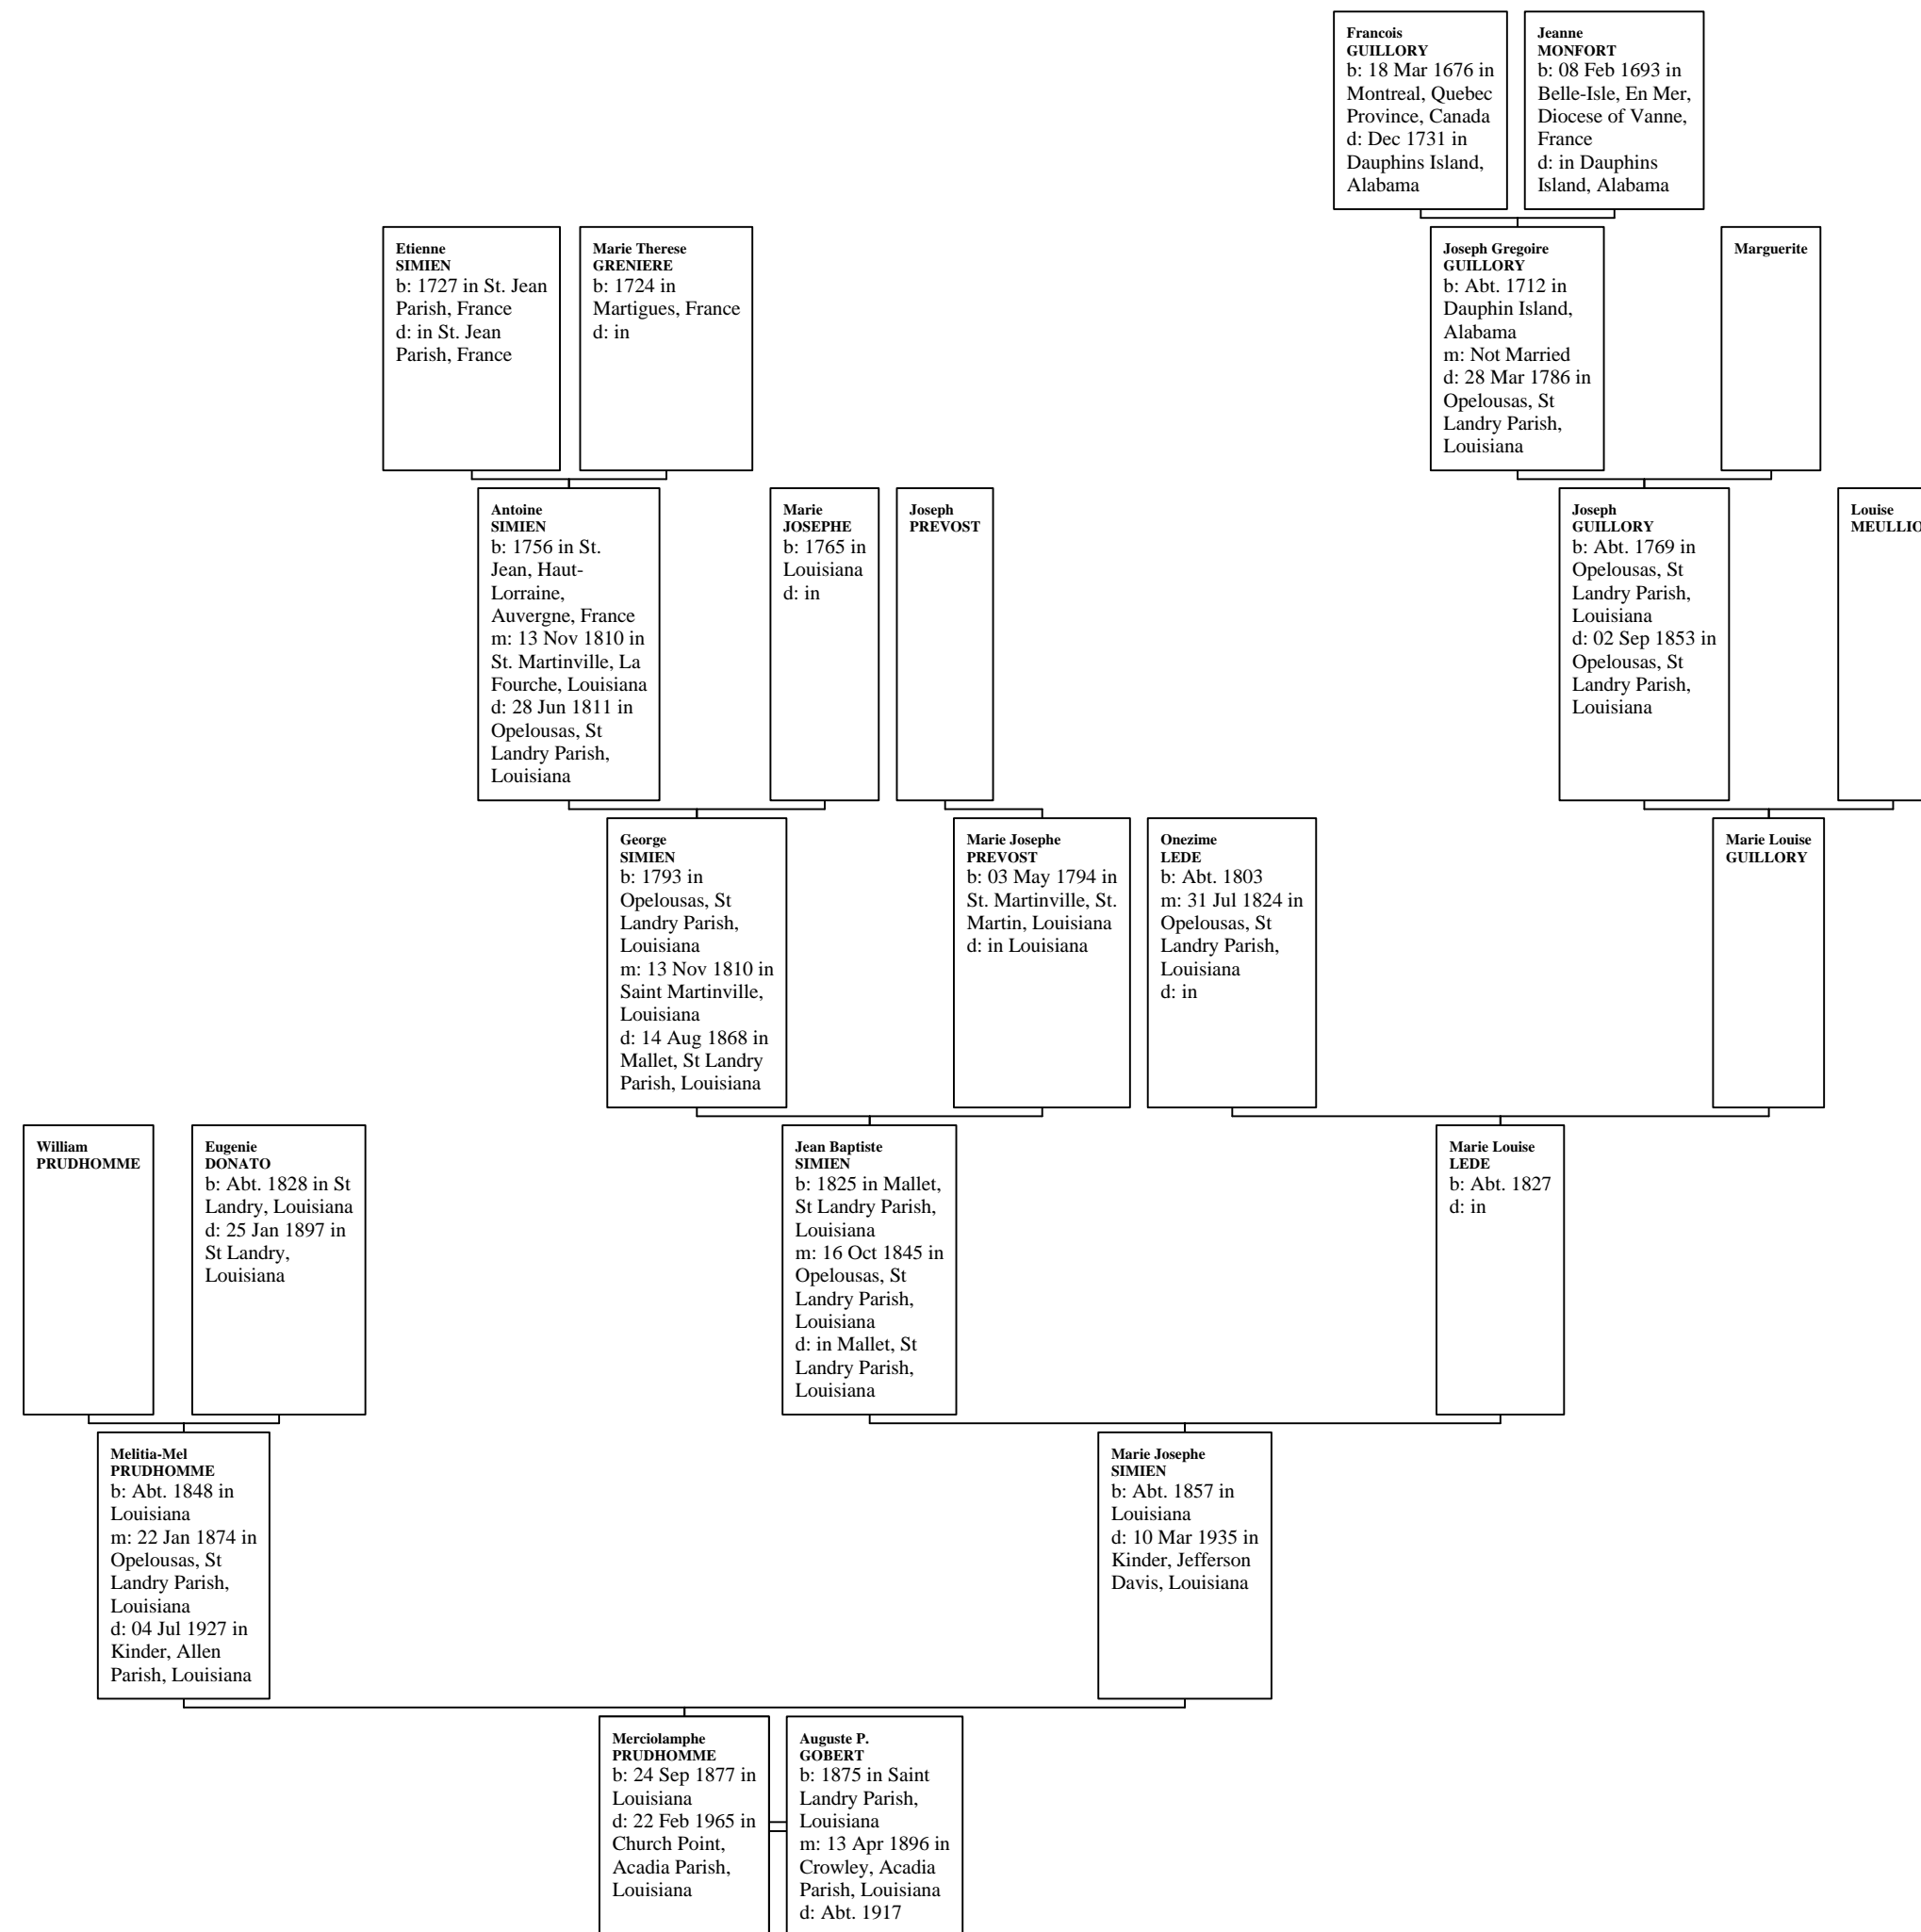 Francois
GUILLORY
b: 18 Mar 1676 in
Montreal, Quebec
Province, Canada
d: Dec 1731 in
Dauphins Island,
Alabama
Jeanne
MONFORT
b: 08 Feb 1693 in
Belle-Isle, En Mer,
Diocese of Vanne,
France
d: in Dauphins
Island, Alabama
Etienne
SIMIEN
b: 1727 in St. Jean
Parish, France
d: in St. Jean
Parish, France
Marie Therese
GRENIERE
b: 1724 in
Martigues, France
d: in
Joseph Gregoire
GUILLORY
b: Abt. 1712 in
Dauphin Island,
Alabama
m: Not Married
d: 28 Mar 1786 in
Opelousas, St
Landry Parish,
Louisiana
Marguerite
Antoine
SIMIEN
b: 1756 in St.
Jean, Haut-
Lorraine,
Auvergne, France
m: 13 Nov 1810 in
St. Martinville, La
Fourche, Louisiana
d: 28 Jun 1811 in
Opelousas, St
Landry Parish,
Louisiana
Marie
JOSEPHE
b: 1765 in
Louisiana
d: in
Joseph
PREVOST
Joseph
GUILLORY
b: Abt. 1769 in
Opelousas, St
Landry Parish,
Louisiana
d: 02 Sep 1853 in
Opelousas, St
Landry Parish,
Louisiana
Louise
MEULLIO
George
SIMIEN
b: 1793 in
Opelousas, St
Landry Parish,
Louisiana
m: 13 Nov 1810 in
Saint Martinville,
Louisiana
d: 14 Aug 1868 in
Mallet, St Landry
Parish, Louisiana
Marie Josephe
PREVOST
b: 03 May 1794 in
St. Martinville, St.
Martin, Louisiana
d: in Louisiana
Onezime
LEDE
b: Abt. 1803
m: 31 Jul 1824 in
Opelousas, St
Landry Parish,
Louisiana
d: in
Marie Louise
GUILLORY
William
PRUDHOMME
Eugenie
DONATO
b: Abt. 1828 in St
Landry, Louisiana
d: 25 Jan 1897 in
St Landry,
Louisiana
Jean Baptiste
SIMIEN
b: 1825 in Mallet,
St Landry Parish,
Louisiana
m: 16 Oct 1845 in
Opelousas, St
Landry Parish,
Louisiana
d: in Mallet, St
Landry Parish,
Louisiana
Marie Louise
LEDE
b: Abt. 1827
d: in
Melitia-Mel
PRUDHOMME
b: Abt. 1848 in
Louisiana
m: 22 Jan 1874 in
Opelousas, St
Landry Parish,
Louisiana
d: 04 Jul 1927 in
Kinder, Allen
Parish, Louisiana
Marie Josephe
SIMIEN
b: Abt. 1857 in
Louisiana
d: 10 Mar 1935 in
Kinder, Jefferson
Davis, Louisiana
Merciolamphe
PRUDHOMME
b: 24 Sep 1877 in
Louisiana
d: 22 Feb 1965 in
Church Point,
Acadia Parish,
Louisiana
Auguste P.
GOBERT
b: 1875 in Saint
Landry Parish,
Louisiana
m: 13 Apr 1896 in
Crowley, Acadia
Parish, Louisiana
d: Abt. 1917